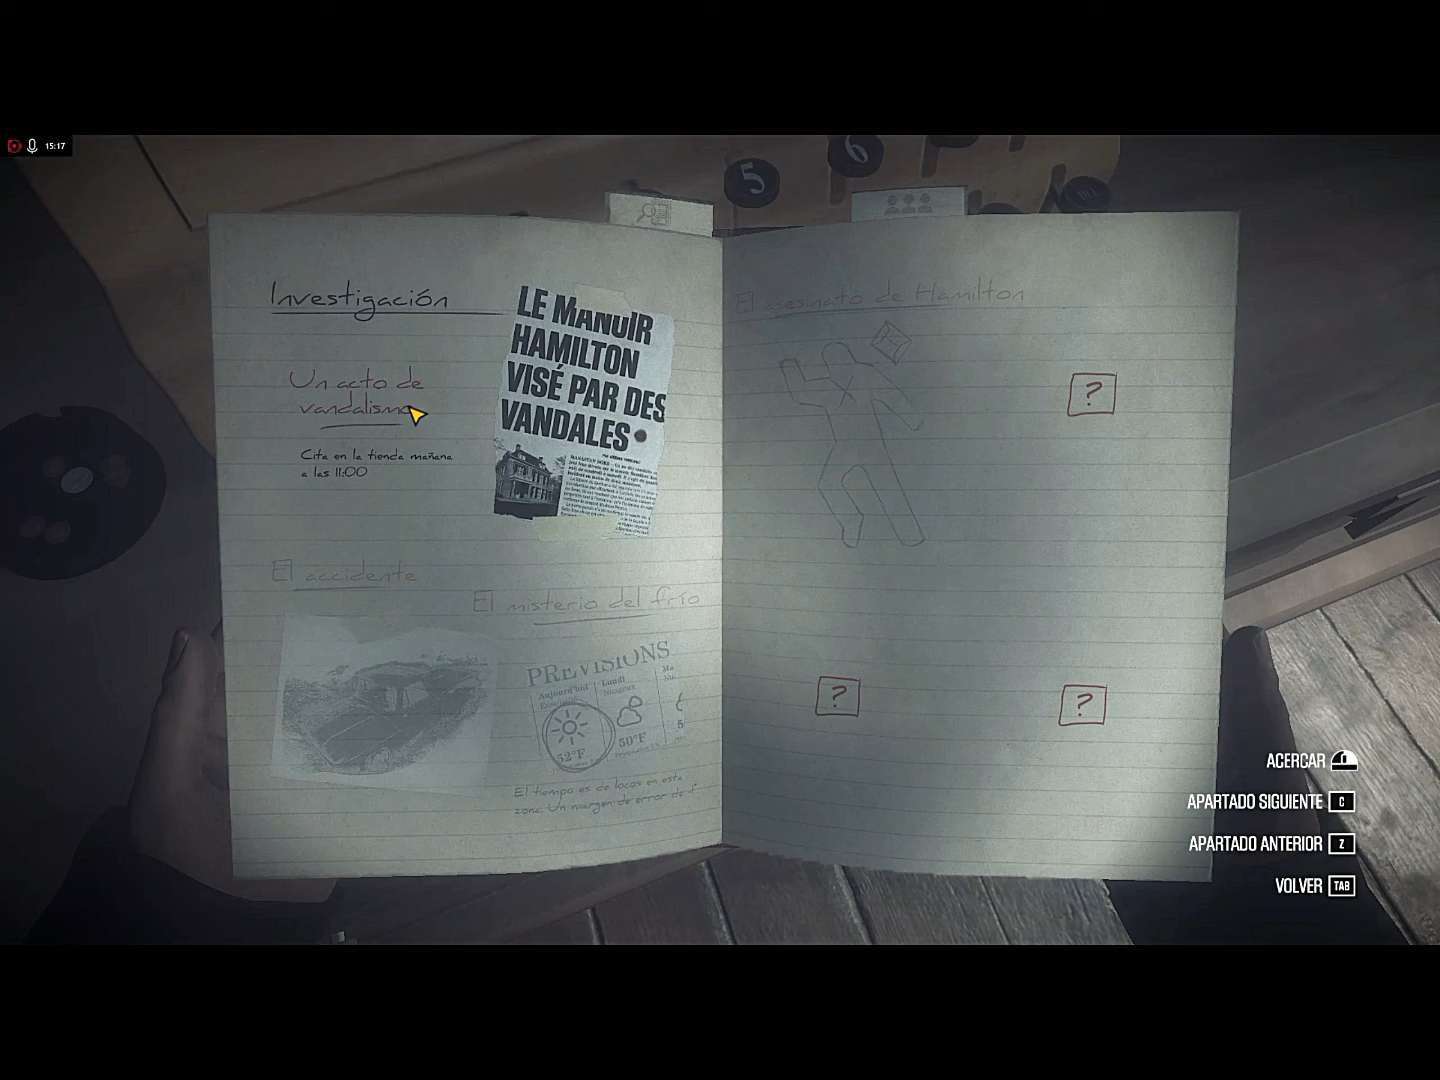 15:17
5
6
Investigación
Un acto de
vandalismo
Cita en la tienda mañana
a las 11:00
LE MANOIR
HAMILTON
VISÉ PAR DES
VANDALES
El accidente
El misterio del frío
PREVISIONS
Aujourd'hui
Lundi
Nuageux
52°F
50°F
El tiempo es de locos en esta
zona. Un margen de error de
El asesinato de Hamilton
?
?
?
ACERCAR
APARTADO SIGUIENTE C
APARTADO ANTERIOR Z
VOLVER TAB